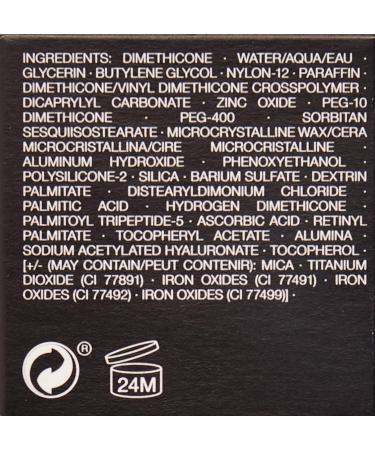 INGREDIENTS: DIMETHICONE • WATER/AQUA/EAU •
GLYCERIN • BUTYLENE GLYCOL • NYLON-12 • PARAFFIN •
DIMETHICONE/VINYL DIMETHICONE CROSSPOLYMER •
DICAPRYLYL CARBONATE • ZINC OXIDE • PEG-10
DIMETHICONE • PEG-400 • SORBITAN
SESQUIISOSTEARATE • MICROCRYSTALLINE WAX/CERA
MICROCRISTALLINA/CIRE MICROCRISTALLINE •
ALUMINUM HYDROXIDE • PHENOXYETHANOL •
POLYSILICONE-2 • SILICA • BARIUM SULFATE • DEXTRIN
PALMITATE • DISTEARYLDIMONIUM CHLORIDE •
PALMITIC ACID • HYDROGEN DIMETHICONE •
PALMITOYL TRIPEPTIDE-5 • ASCORBIC ACID • RETINYL
PALMITATE • TOCOPHERYL ACETATE • ALUMINA •
SODIUM ACETYLATED HYALURONATE • TOCOPHEROL •
[+/- (MAY CONTAIN/PEUT CONTENIR): MICA • TITANIUM
DIOXIDE (CI 77891) • IRON OXIDES (CI 77491) • IRON
OXIDES (CI 77492) • IRON OXIDES (CI 77499)] •
®
24M